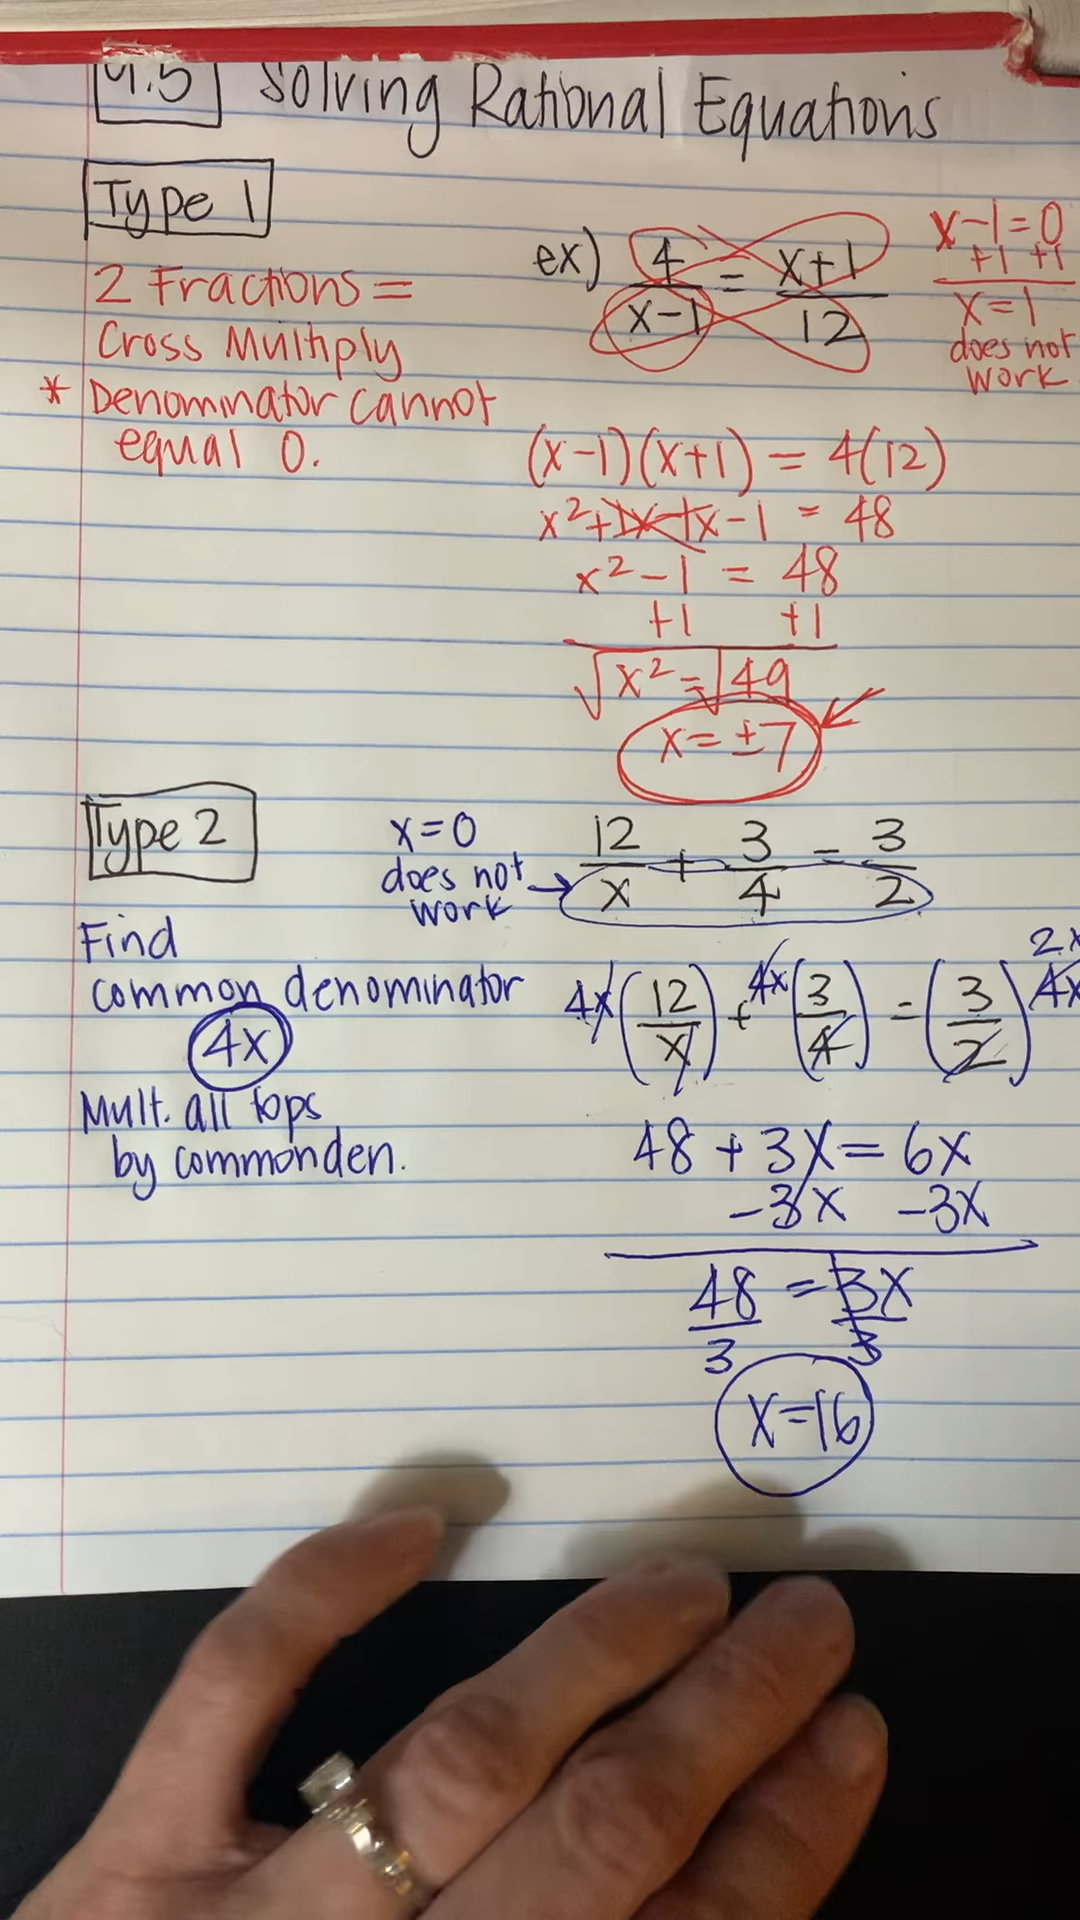 4.5 Solving Rational Equations
Type 1
2 Fractions =
Cross Multiply
* Denominator cannot
equal 0.
ex) 4/x-1 = x+1/12
x-1=0
+1 +1
x=1
does not
work
(x-1)(x+1) = 4(12)
x²+1x-1x-1 = 48
x²-1 = 48
+1 +1
√x² = √49
x=±7
Type 2
x=0
does not
work
12/x + 3/4 = 3/2
Find
common denominator
4x
Mult. all tops
by common den.
4x(12/x) + 4x(3/4) = (3/2)4x
2x
48 + 3x = 6x
-3x -3x
48 = 3x
3 3
x=16